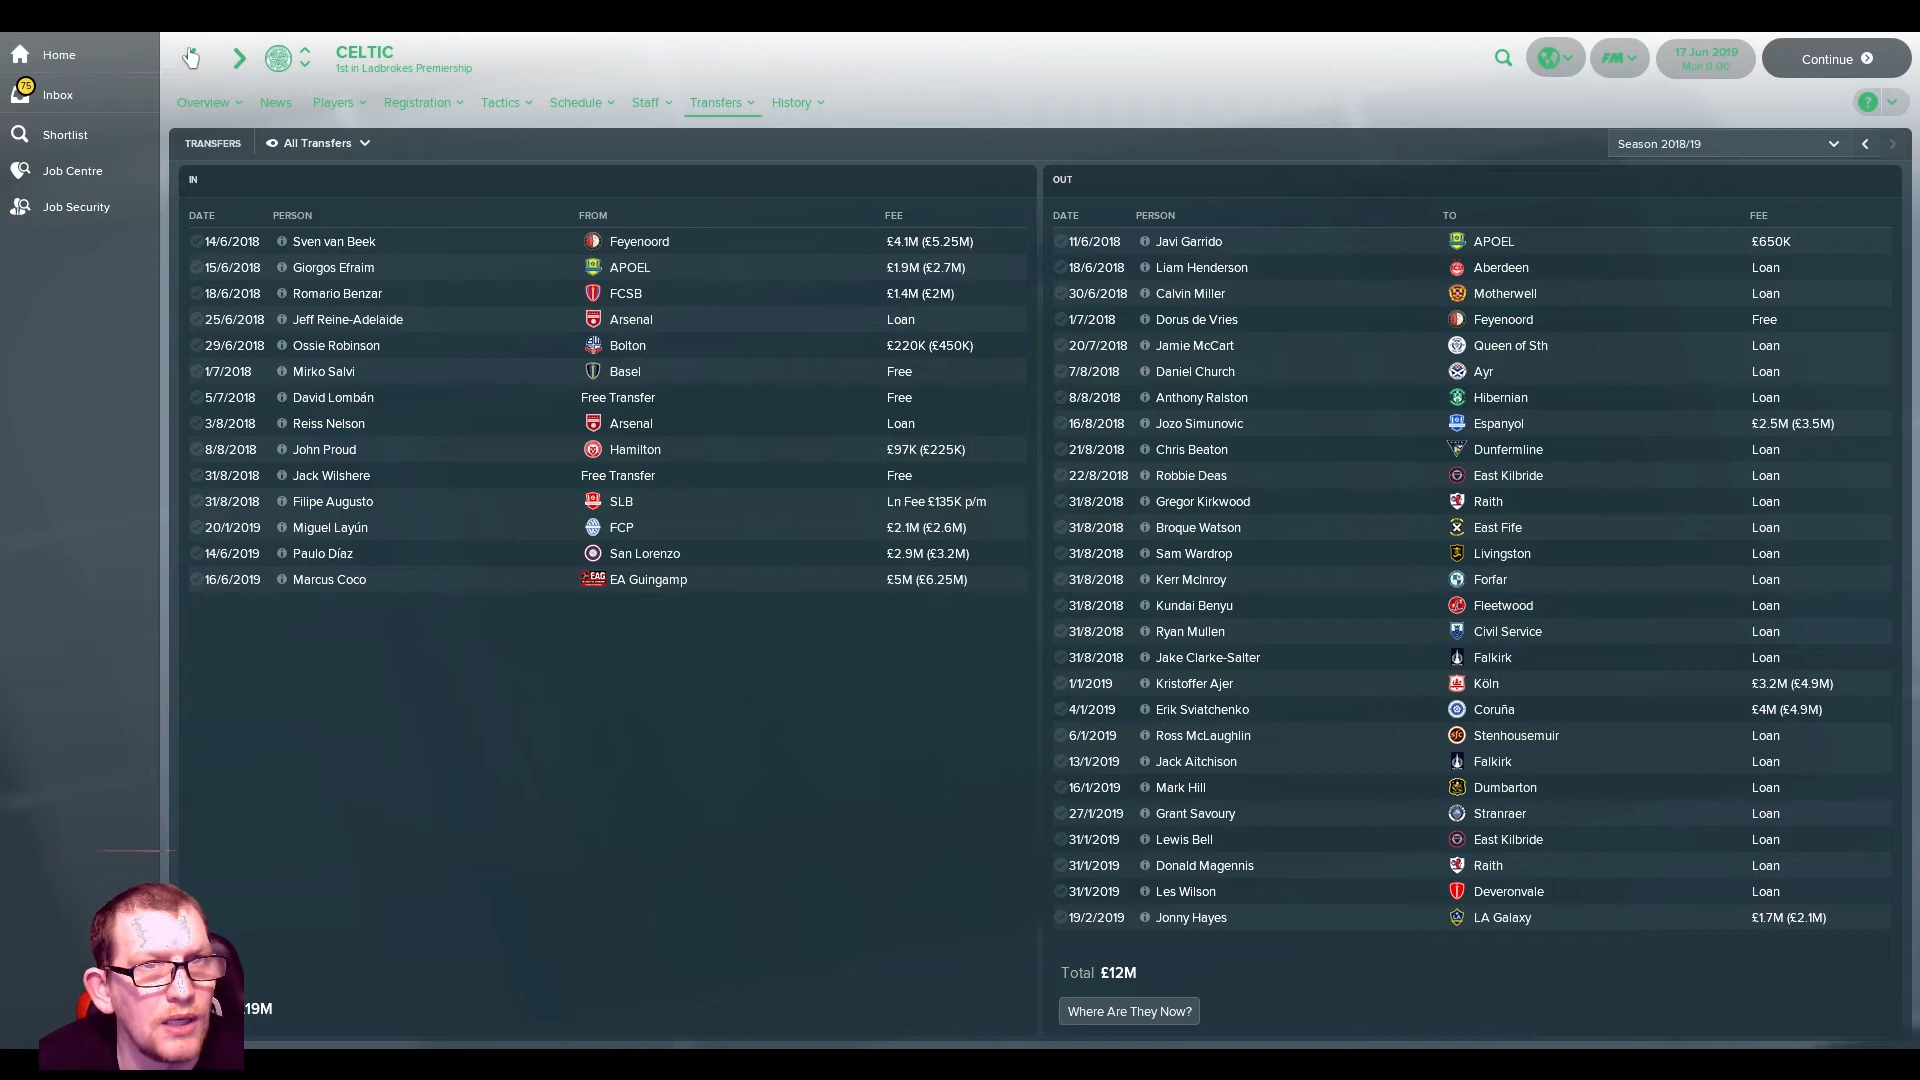 Home
75
Inbox
Shortlist
Job Centre
Job Security
CELTIC
1st in Ladbrokes Premiership
FM
17 Jun 2019
Mon 0:00
Continue
Overview News Players Registration Tactics Schedule Staff Transfers History
?
TRANSFERS All Transfers
Season 2018/19
IN
DATE PERSON FROM FEE
14/6/2018 Sven van Beek Feyenoord £4.1M (£5.25M)
15/6/2018 Giorgos Efraim APOEL £1.9M (£2.7M)
18/6/2018 Romario Benzar FCSB £1.4M (£2M)
25/6/2018 Jeff Reine-Adelaide Arsenal Loan
29/6/2018 Ossie Robinson Bolton £220K (£450K)
1/7/2018 Mirko Salvi Basel Free
5/7/2018 David Lombán Free Transfer Free
3/8/2018 Reiss Nelson Arsenal Loan
8/8/2018 John Proud Hamilton £97K (£225K)
31/8/2018 Jack Wilshere Free Transfer Free
31/8/2018 Filipe Augusto SLB Ln Fee £135K p/m
20/1/2019 Miguel Layún FCP £2.1M (£2.6M)
14/6/2019 Paulo Díaz San Lorenzo £2.9M (£3.2M)
16/6/2019 Marcus Coco EAG EA Guingamp £5M (£6.25M)
19M
OUT
DATE PERSON TO FEE
11/6/2018 Javi Garrido APOEL £650K
18/6/2018 Liam Henderson Aberdeen Loan
30/6/2018 Calvin Miller Motherwell Loan
1/7/2018 Dorus de Vries Feyenoord Free
20/7/2018 Jamie McCart Queen of Sth Loan
7/8/2018 Daniel Church Ayr Loan
8/8/2018 Anthony Ralston Hibernian Loan
16/8/2018 Jozo Simunovic Espanyol £2.5M (£3.5M)
21/8/2018 Chris Beaton Dunfermline Loan
22/8/2018 Robbie Deas East Kilbride Loan
31/8/2018 Gregor Kirkwood Raith Loan
31/8/2018 Broque Watson East Fife Loan
31/8/2018 Sam Wardrop Livingston Loan
31/8/2018 Kerr McInroy Forfar Loan
31/8/2018 Kundai Benyu Fleetwood Loan
31/8/2018 Ryan Mullen Civil Service Loan
31/8/2018 Jake Clarke-Salter Falkirk Loan
1/1/2019 Kristoffer Ajer Köln £3.2M (£4.9M)
4/1/2019 Erik Sviatchenko Coruña £4M (£4.9M)
6/1/2019 Ross McLaughlin Stenhousemuir Loan
13/1/2019 Jack Aitchison Falkirk Loan
16/1/2019 Mark Hill Dumbarton Loan
27/1/2019 Grant Savoury Stranraer Loan
31/1/2019 Lewis Bell East Kilbride Loan
31/1/2019 Donald Magennis Raith Loan
31/1/2019 Les Wilson Deveronvale Loan
19/2/2019 Jonny Hayes LA Galaxy £1.7M (£2.1M)
Total £12M
Where Are They Now?